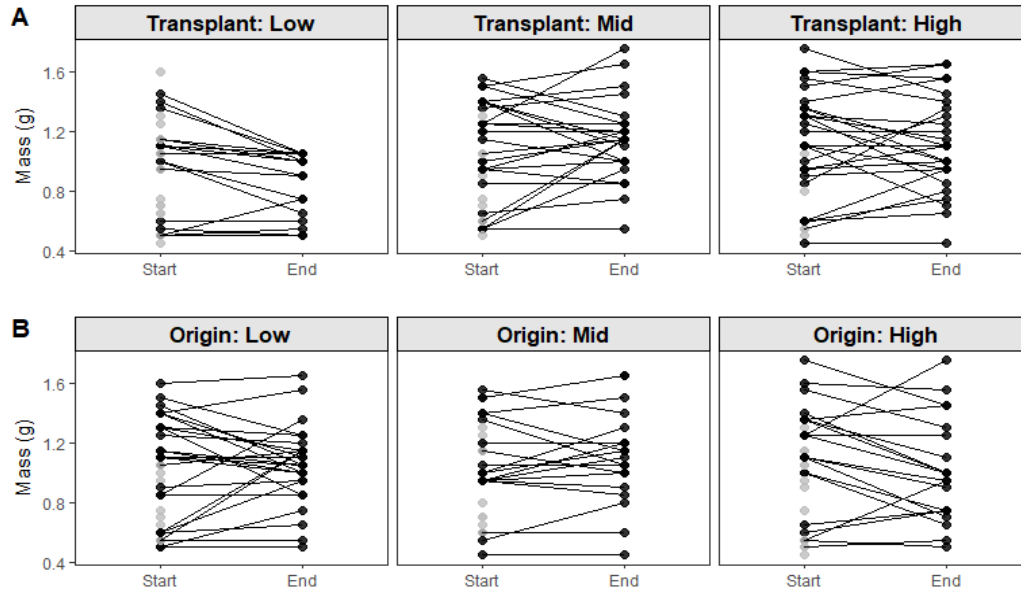 A
Transplant: Low
Transplant: Mid
Transplant: High
Mass (g)
1.6
1.2
0.8
0.4
Start
End
Start
End
Start
End
B
Origin: Low
Origin: Mid
Origin: High
Mass (g)
1.6
1.2
0.8
0.4
Start
End
Start
End
Start
End